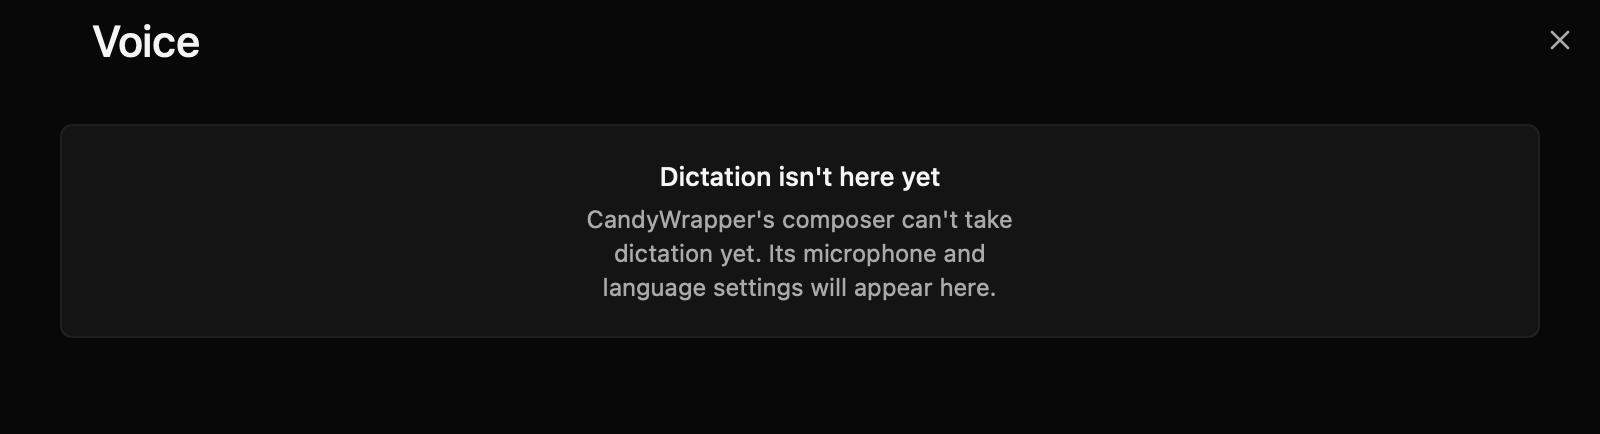 Voice
Dictation isn't here yet
CandyWrapper's composer can't take
dictation yet. Its microphone and
language settings will appear here.